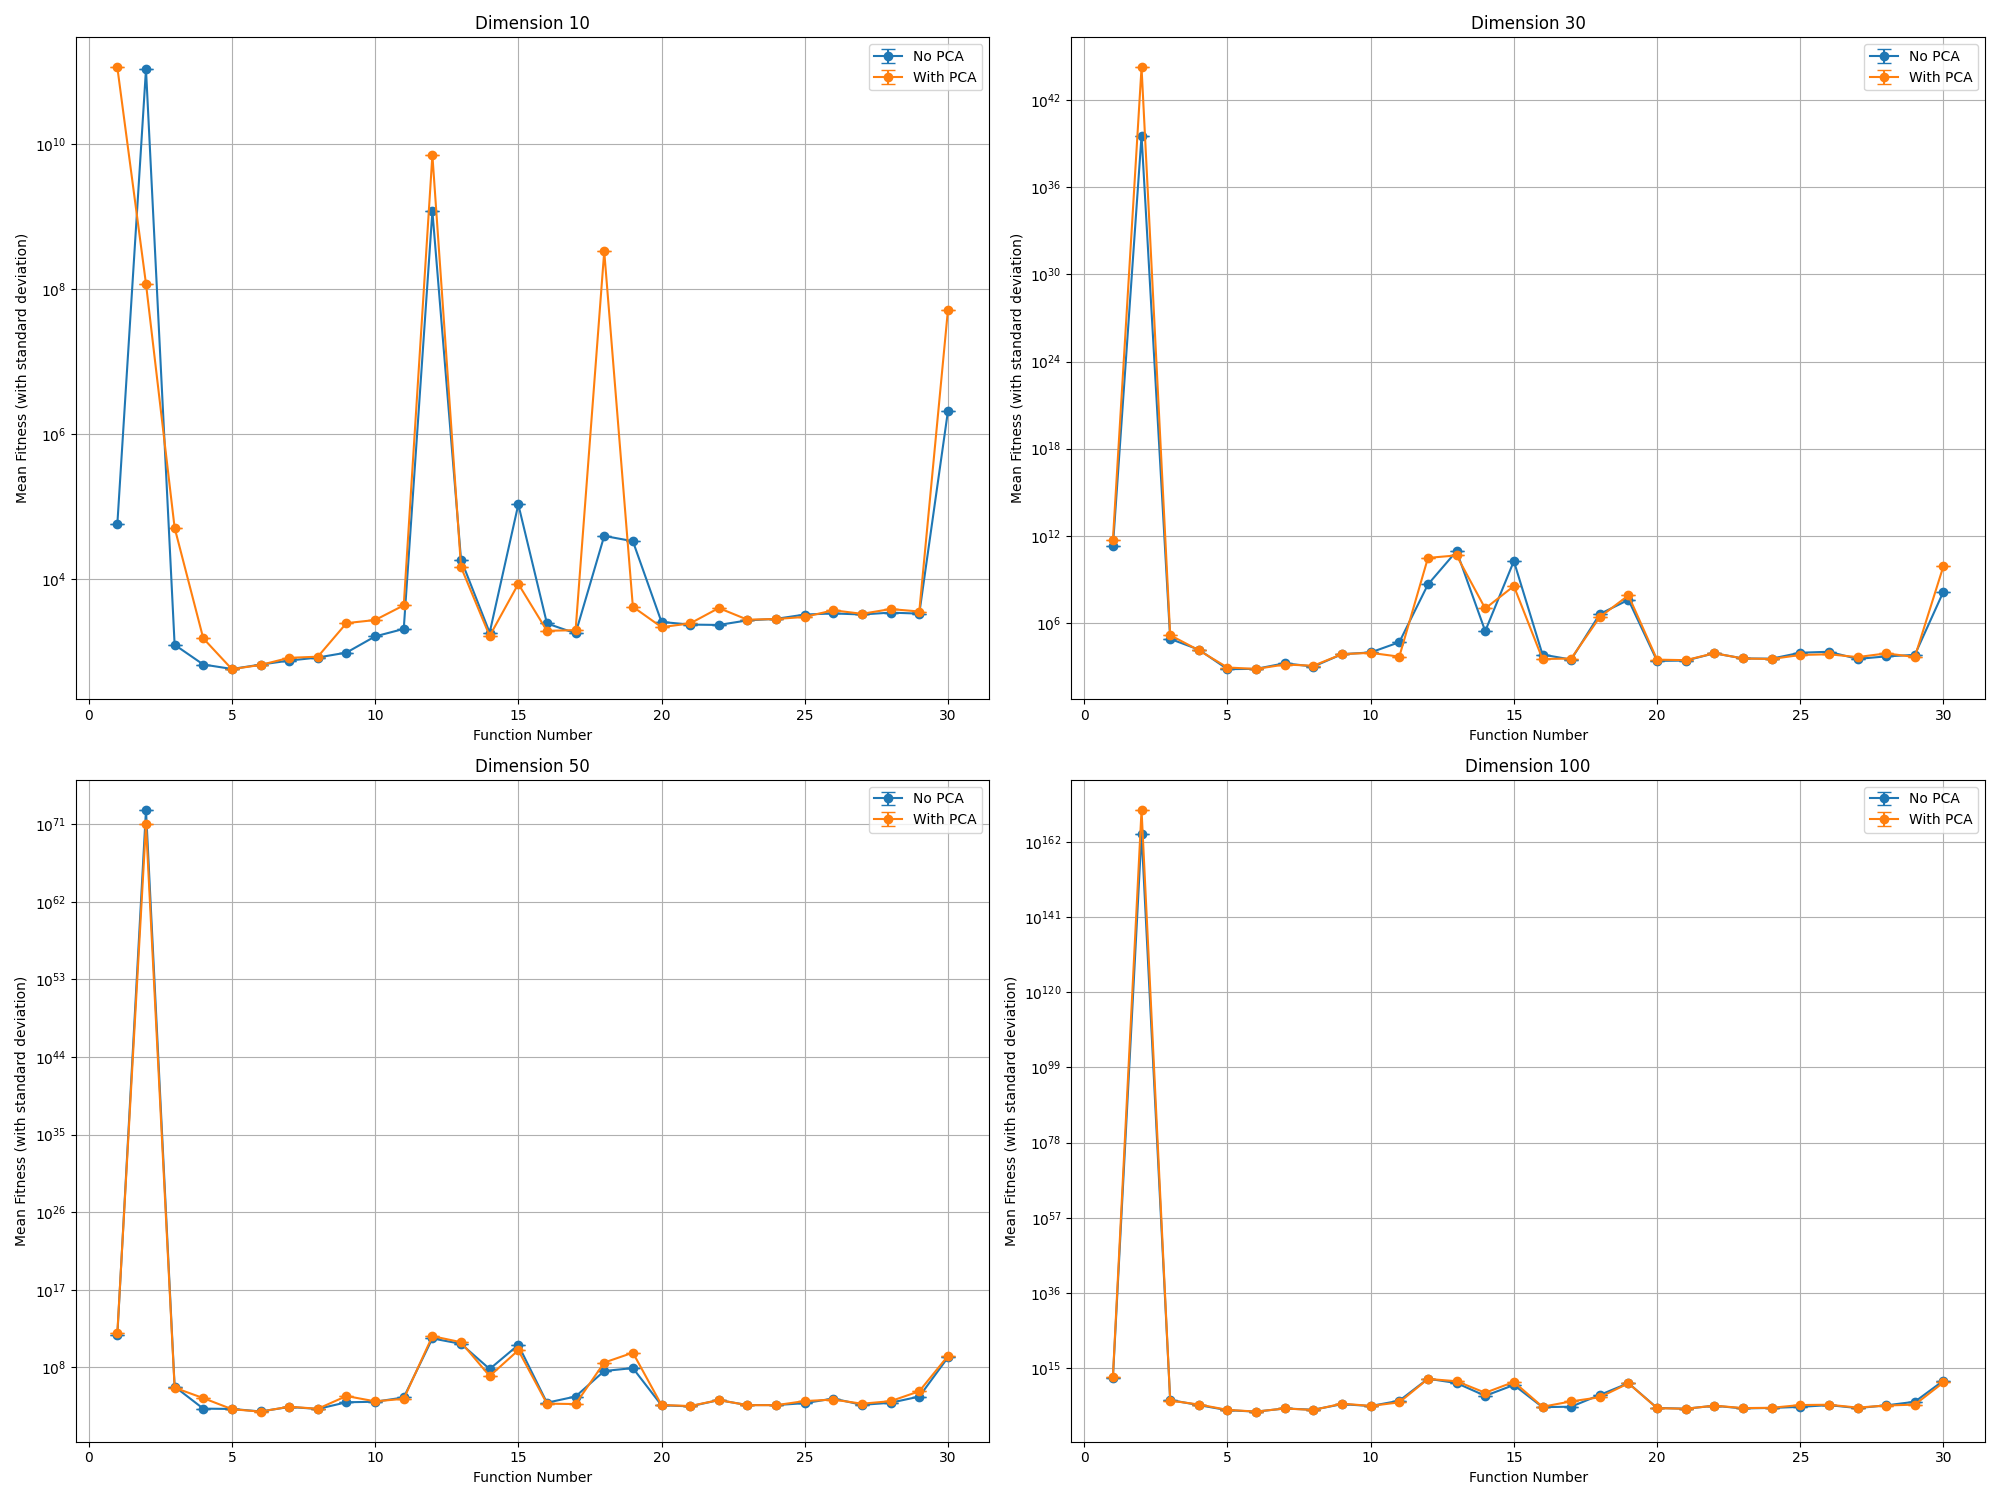 Dimension 10
No PCA
With PCA
10^10
10^8
10^6
10^4
Mean Fitness (with standard deviation)
0 5 10 15 20 25 30
Function Number
Dimension 30
No PCA
With PCA
10^42
10^36
10^30
10^24
10^18
10^12
10^6
Mean Fitness (with standard deviation)
0 5 10 15 20 25 30
Function Number
Dimension 50
No PCA
With PCA
10^71
10^62
10^53
10^44
10^35
10^26
10^17
10^8
Mean Fitness (with standard deviation)
0 5 10 15 20 25 30
Function Number
Dimension 100
No PCA
With PCA
10^162
10^141
10^120
10^99
10^78
10^57
10^36
10^15
Mean Fitness (with standard deviation)
0 5 10 15 20 25 30
Function Number